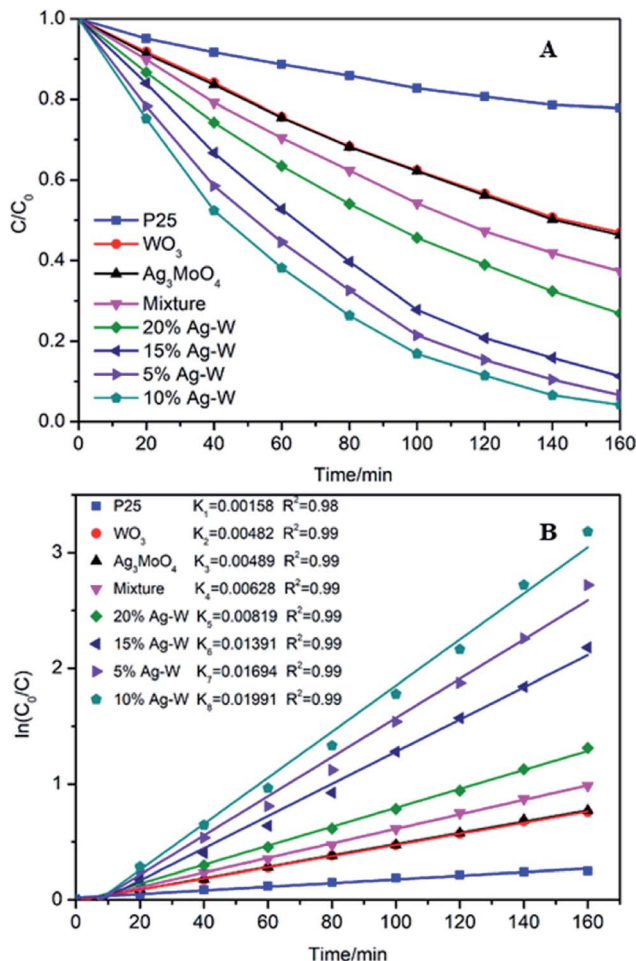 A
C/C₀
1.0
0.8
0.6
0.4
0.2
0.0
P25
WO₃
Ag₃MoO₄
Mixture
20% Ag-W
15% Ag-W
5% Ag-W
10% Ag-W
0 20 40 60 80 100 120 140 160
Time/min
B
ln(C₀/C)
3
2
1
0
P25 K₁=0.00158 R²=0.98
WO₃ K₂=0.00482 R²=0.99
Ag₃MoO₄ K₃=0.00489 R²=0.99
Mixture K₄=0.00628 R²=0.99
20% Ag-W K₅=0.00819 R²=0.99
15% Ag-W K₆=0.01391 R²=0.99
5% Ag-W K₇=0.01694 R²=0.99
10% Ag-W K₈=0.01991 R²=0.99
0 20 40 60 80 100 120 140 160
Time/min